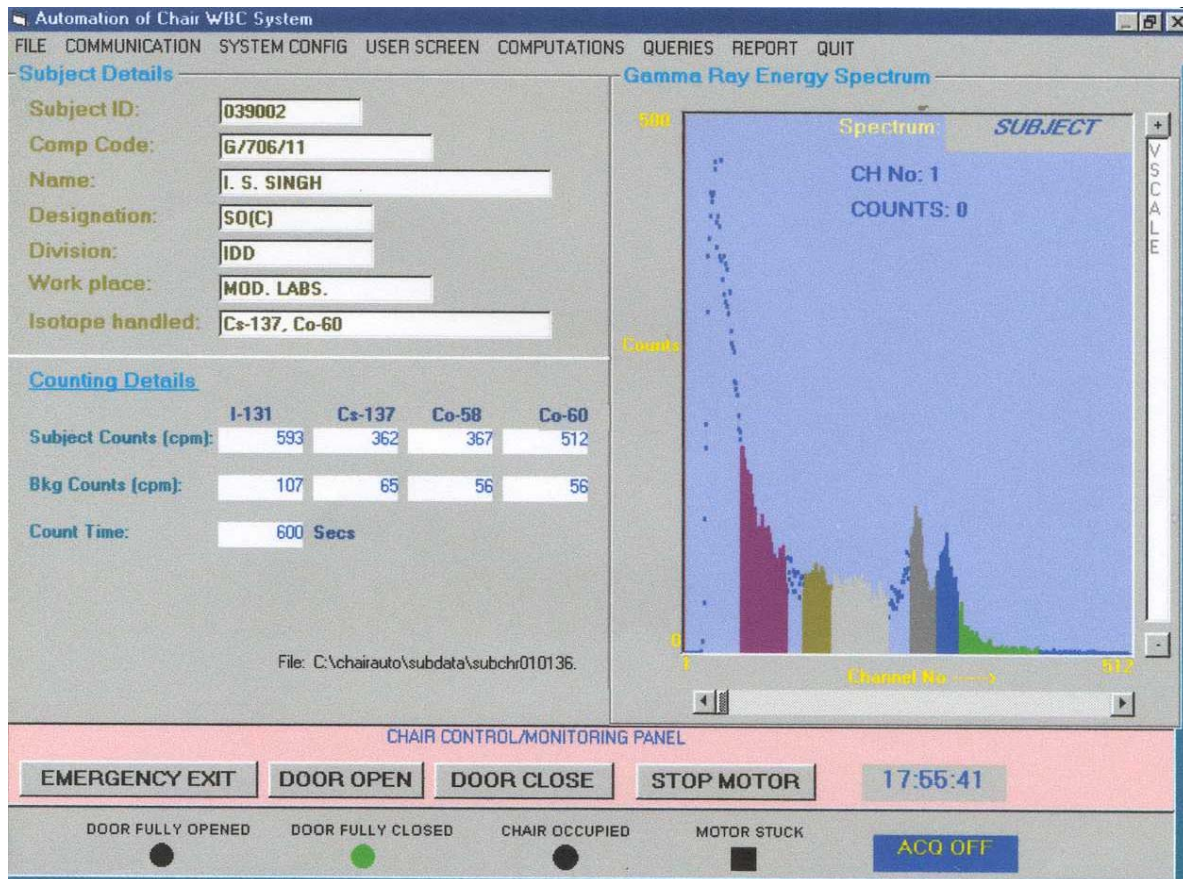 Automation of Chair WBC System
FILE COMMUNICATION SYSTEM CONFIG USER SCREEN COMPUTATIONS QUERIES REPORT QUIT
Subject Details
Subject ID: 039002
Comp Code: G/706/11
Name: I. S. SINGH
Designation: SO(C)
Division: IDD
Work place: MOD. LABS.
Isotope handled: Cs-137, Co-60
Counting Details
I-131 Cs-137 Co-58 Co-60
Subject Counts (cpm): 593 362 367 512
Bkg Counts (cpm): 107 65 56 56
Count Time: 600 Secs
File: C:\chairauto\subdata\subchr010136.
Gamma Ray Energy Spectrum
500
Spectrum: SUBJECT
CH No: 1
COUNTS: 0
Counts
0
1 512
Channel No ----->
+
VSCALE
-
CHAIR CONTROL/MONITORING PANEL
EMERGENCY EXIT DOOR OPEN DOOR CLOSE STOP MOTOR 17:55:41
DOOR FULLY OPENED DOOR FULLY CLOSED CHAIR OCCUPIED MOTOR STUCK
ACQ OFF